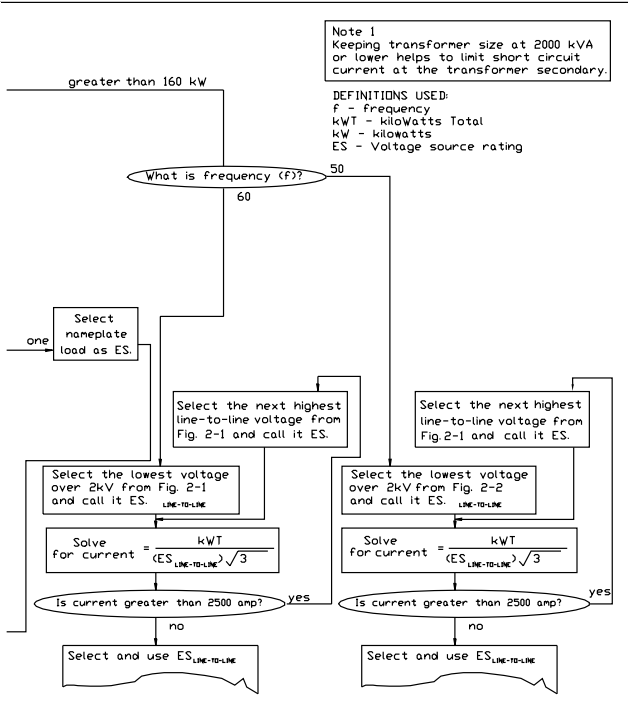 Note 1
Keeping transformer size at 2000 kVA
or lower helps to limit short circuit
current at the transformer secondary.
greater than 160 kW
DEFINITIONS USED:
f - frequency
kWT - kiloWatts Total
kW - kilowatts
ES - Voltage source rating
What is frequency (f)?
50
60
one
Select
nameplate
load as ES.
Select the next highest
line-to-line voltage from
Fig. 2-1 and call it ES.
Select the next highest
line-to-line voltage from
Fig. 2-1 and call it ES.
Select the lowest voltage
over 2kV from Fig. 2-1
and call it ES. LINE-TO-LINE
Select the lowest voltage
over 2kV from Fig. 2-2
and call it ES. LINE-TO-LINE
Solve
for current = kWT / (ES LINE-TO-LINE) √3
Solve
for current = kWT / (ES LINE-TO-LINE) √3
Is current greater than 2500 amp?
yes
Is current greater than 2500 amp?
yes
no
no
Select and use ES LINE-TO-LINE
Select and use ES LINE-TO-LINE